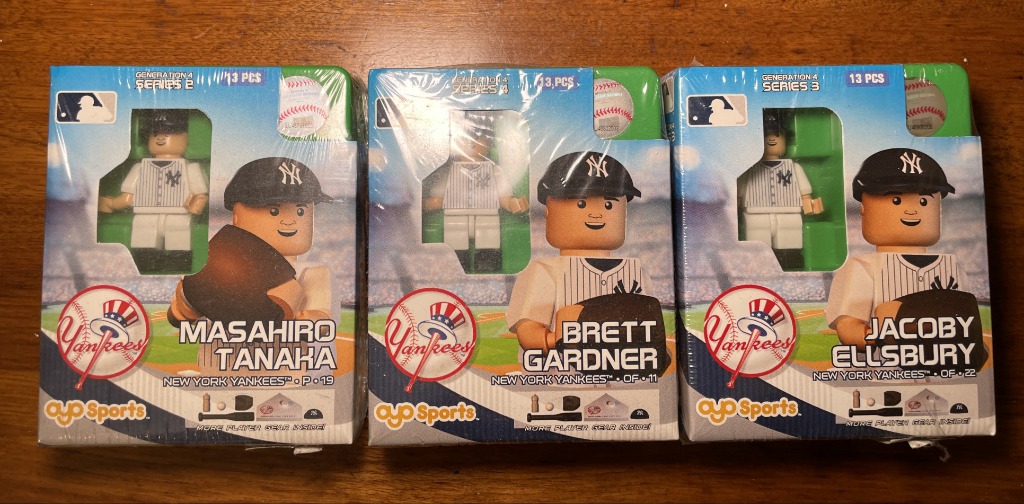 GENERATION 4
SERIES 2
13 PCS
Yankees
MASAHIRO
TANAKA
NEW YORK YANKEES™ • P • 19
oyo Sports
MORE PLAYER GEAR INSIDE!
GENERATION 4
SERIES 4
13 PCS
Yankees
BRETT
GARDNER
NEW YORK YANKEES™ • OF • 11
oyo Sports
MORE PLAYER GEAR INSIDE!
GENERATION 4
SERIES 3
13 PCS
Yankees
JACOBY
ELLSBURY
NEW YORK YANKEES™ • OF • 22
oyo Sports
MORE PLAYER GEAR INSIDE!